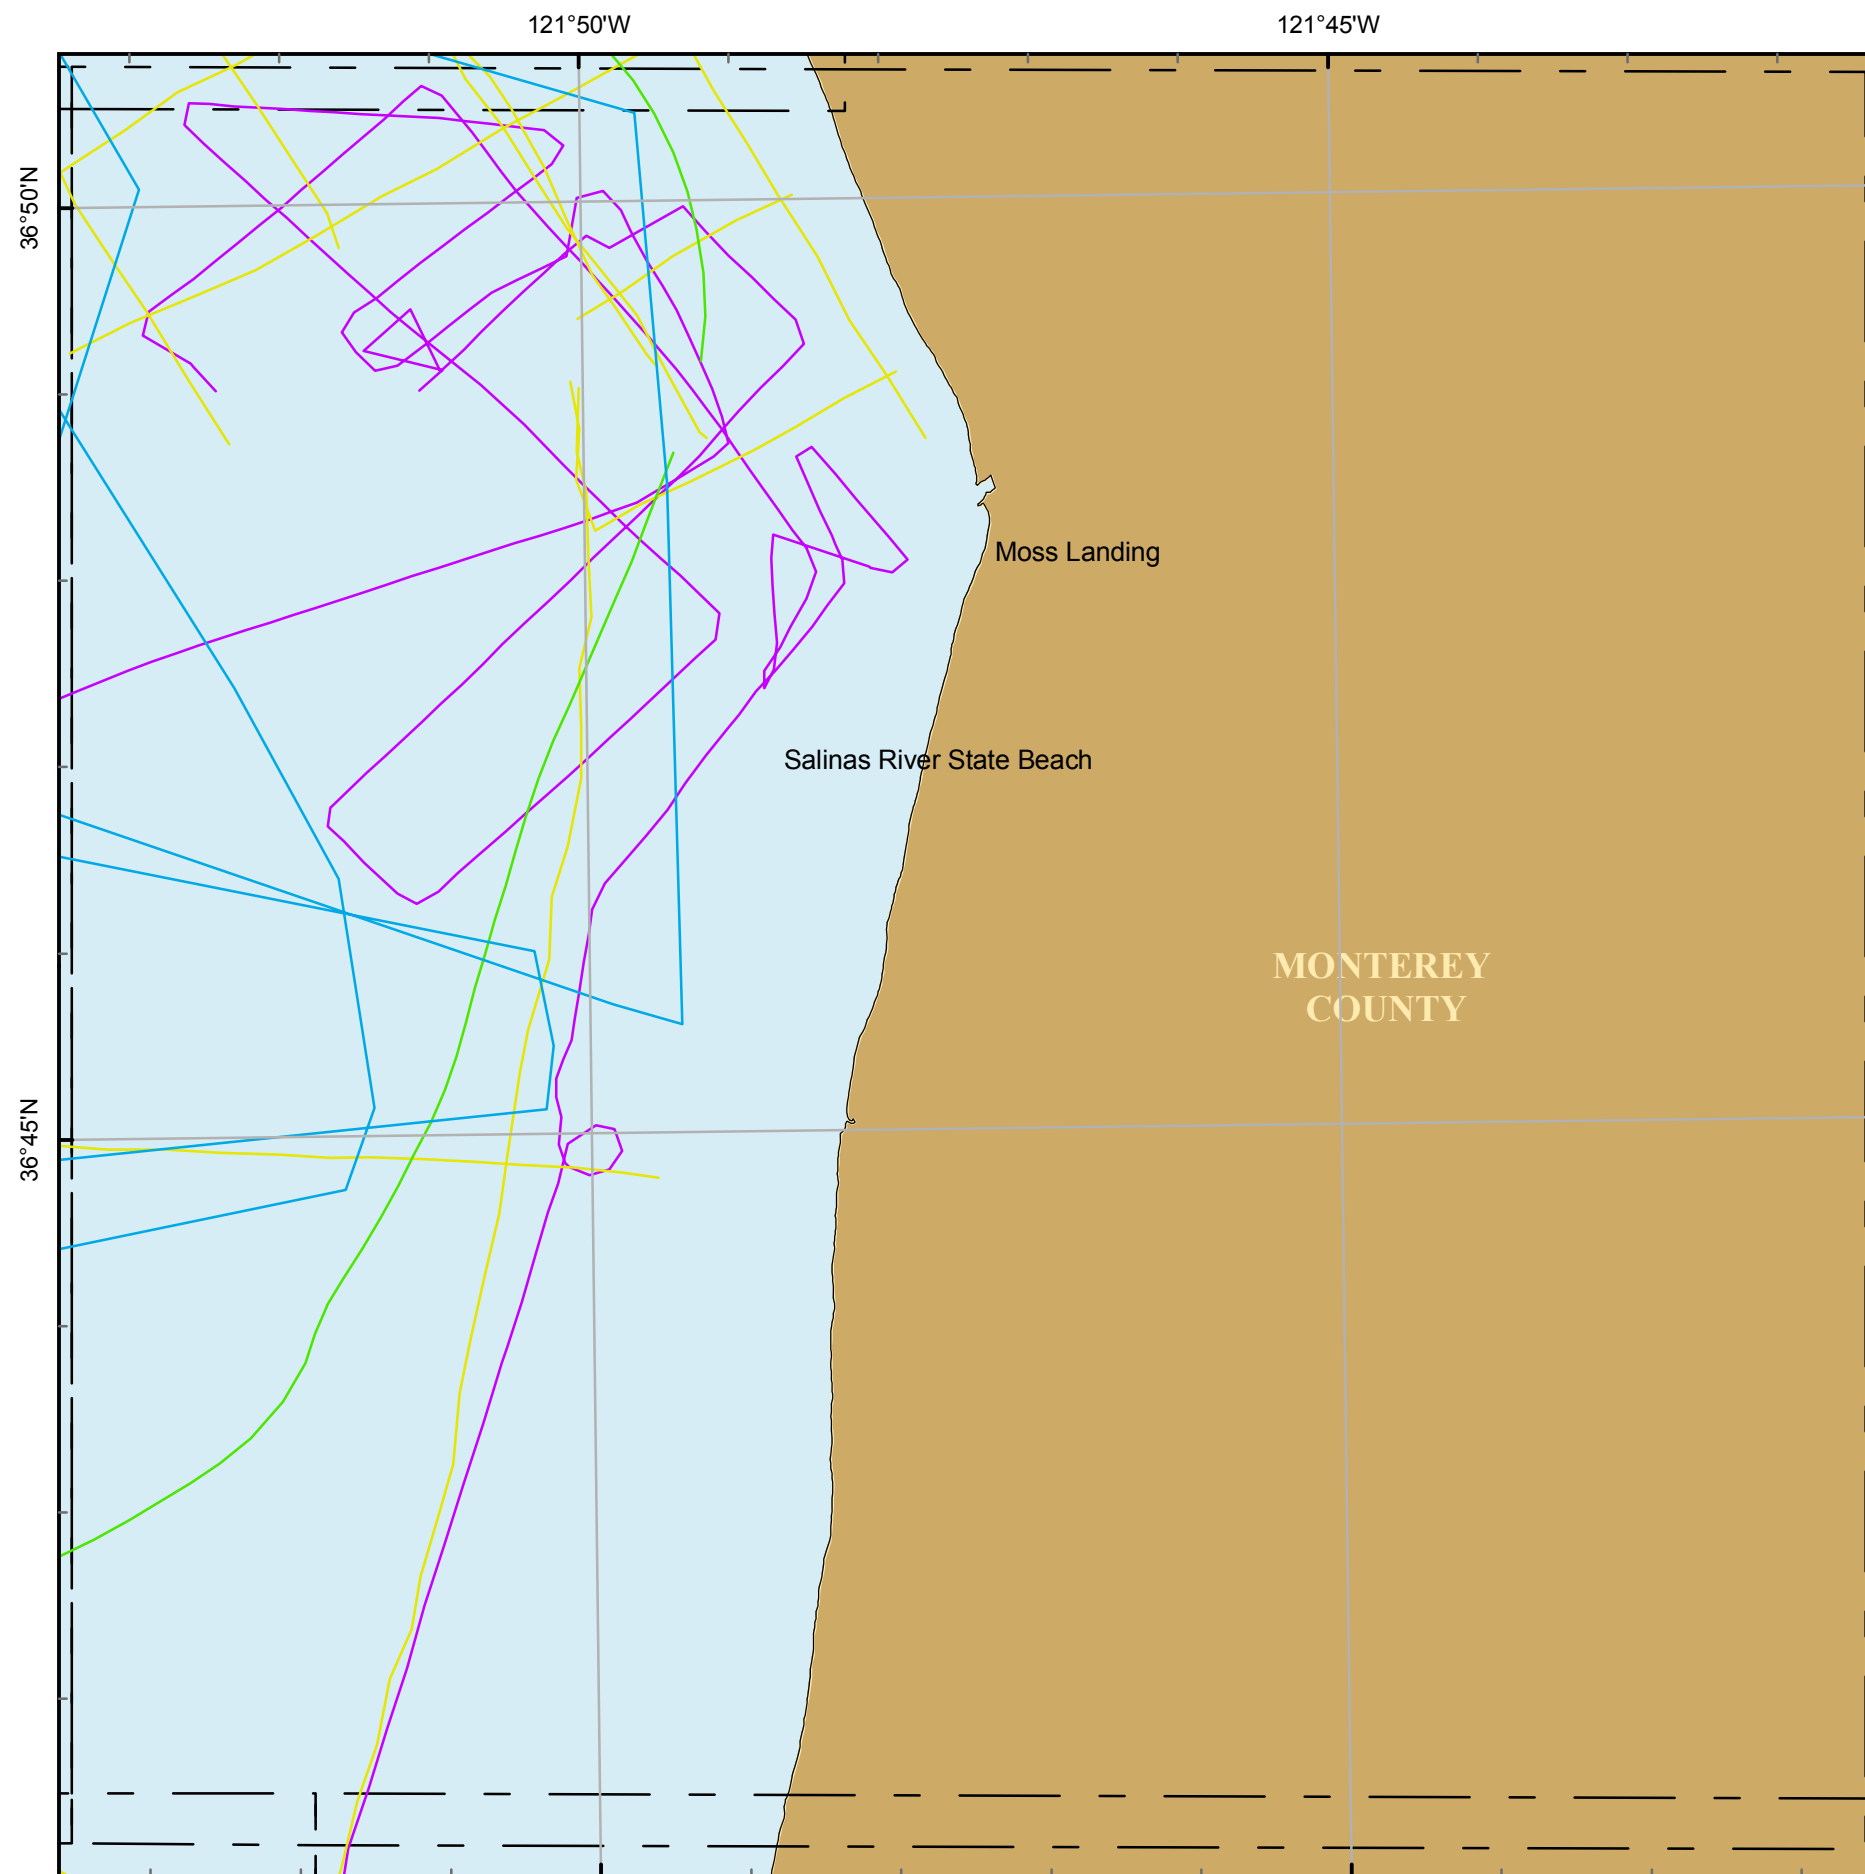 121°50'W
121°45'W
36°50'N
Moss Landing
Salinas River State Beach
MONTEREY
COUNTY
36°45'N